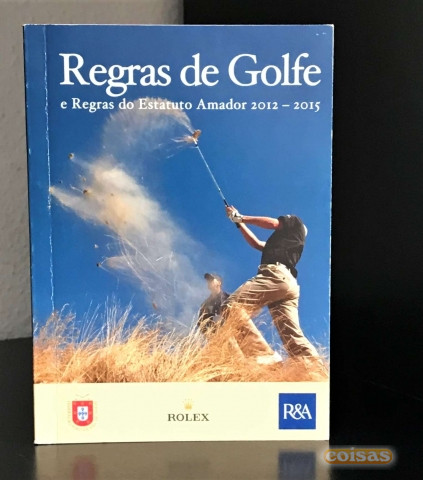 Regras de Golfe
e Regras do Estatuto Amador 2012 – 2015
ROLEX
R&A
coisas